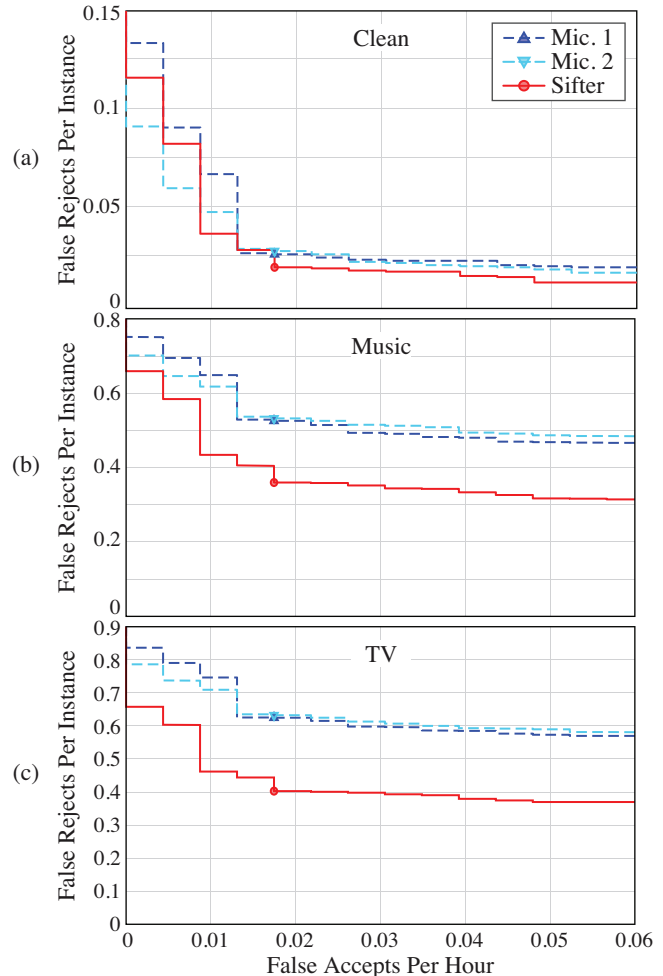 0.15
Clean
Mic. 1
Mic. 2
Sifter
0.1
0.05
0
False Rejects Per Instance
(a)
0.8
Music
0.6
0.4
0.2
0
False Rejects Per Instance
(b)
0.9
TV
0.8
0.7
0.6
0.5
0.4
0.3
0.2
0.1
0
False Rejects Per Instance
(c)
0 0.01 0.02 0.03 0.04 0.05 0.06
False Accepts Per Hour